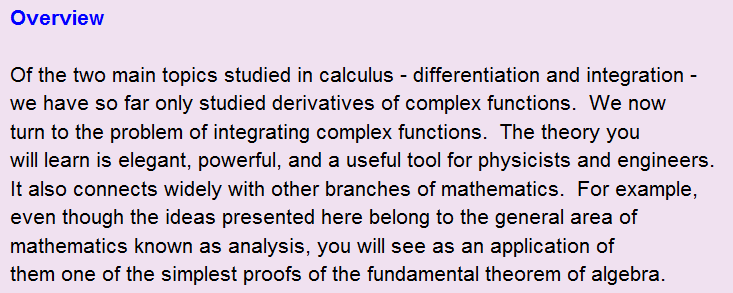 Overview
Of the two main topics studied in calculus - differentiation and integration -
we have so far only studied derivatives of complex functions.  We now
turn to the problem of integrating complex functions.  The theory you
will learn is elegant, powerful, and a useful tool for physicists and engineers.
It also connects widely with other branches of mathematics.  For example,
even though the ideas presented here belong to the general area of
mathematics known as analysis, you will see as an application of
them one of the simplest proofs of the fundamental theorem of algebra.